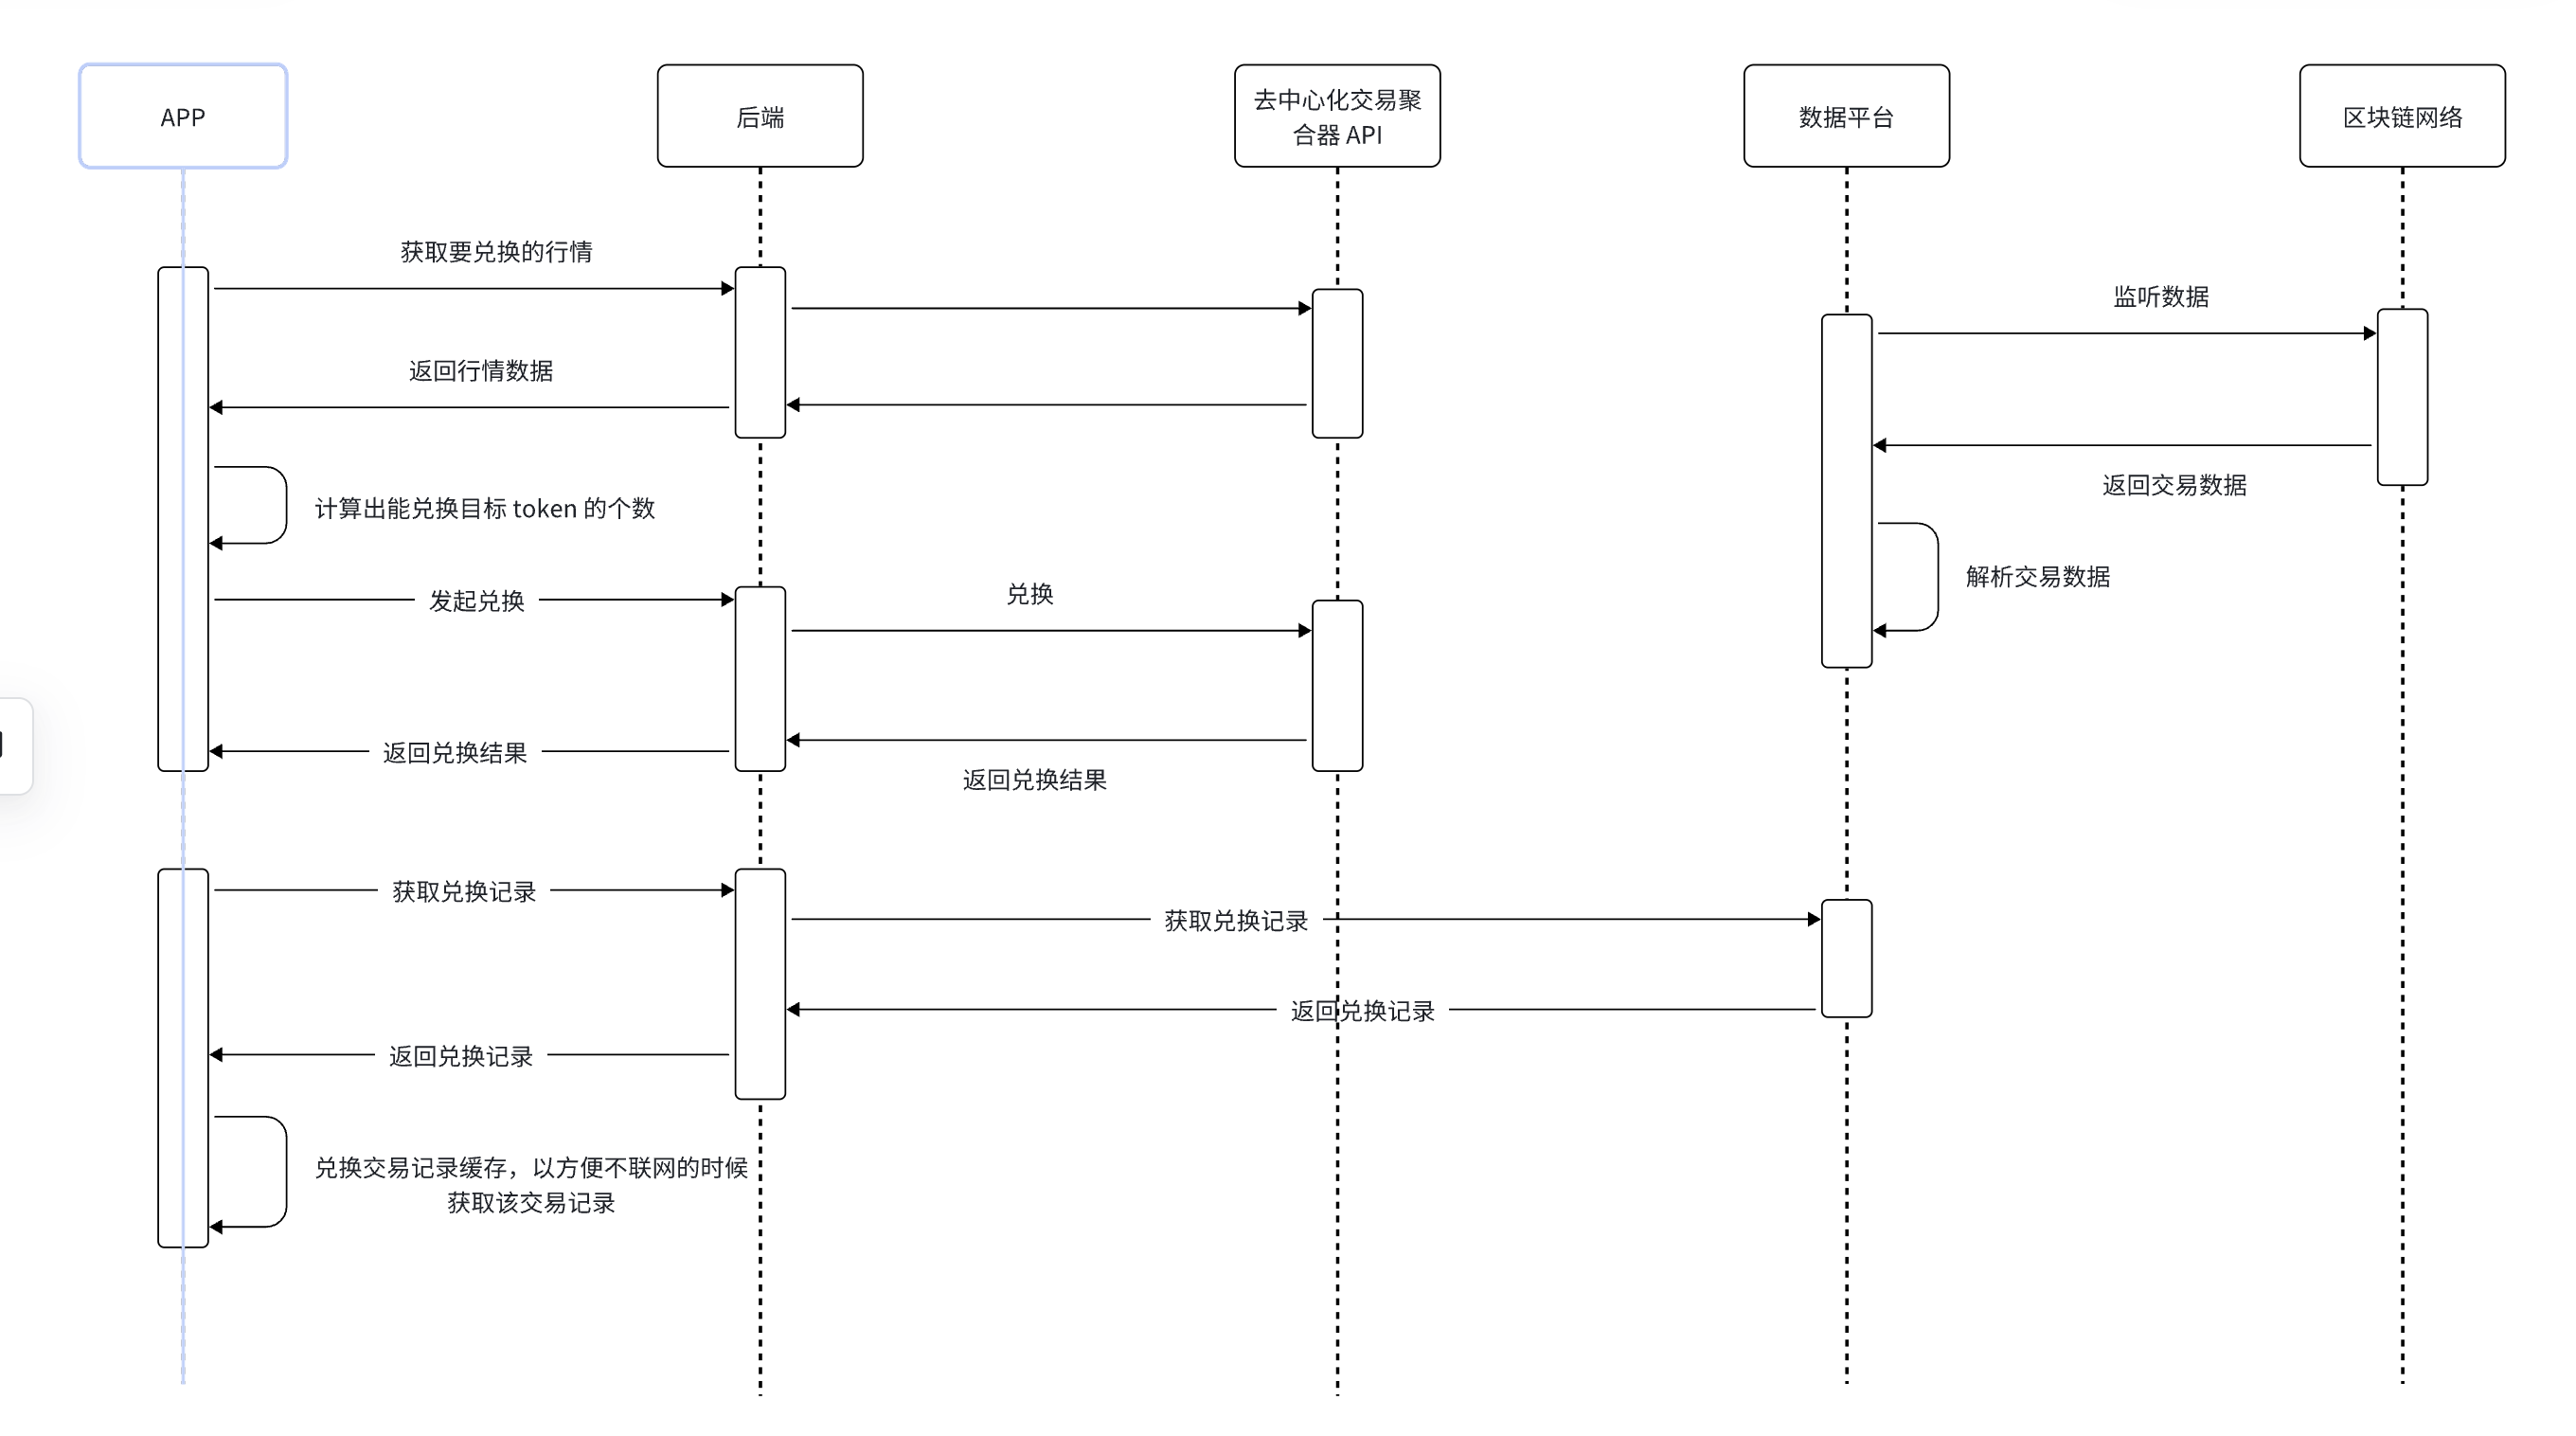 APP
后端
去中心化交易聚
合器 API
数据平台
区块链网络
获取要兑换的行情
监听数据
返回行情数据
返回交易数据
计算出能兑换目标 token 的个数
解析交易数据
发起兑换
兑换
返回兑换结果
返回兑换结果
获取兑换记录
获取兑换记录
返回兑换记录
返回兑换记录
兑换交易记录缓存，以方便不联网的时候
获取该交易记录